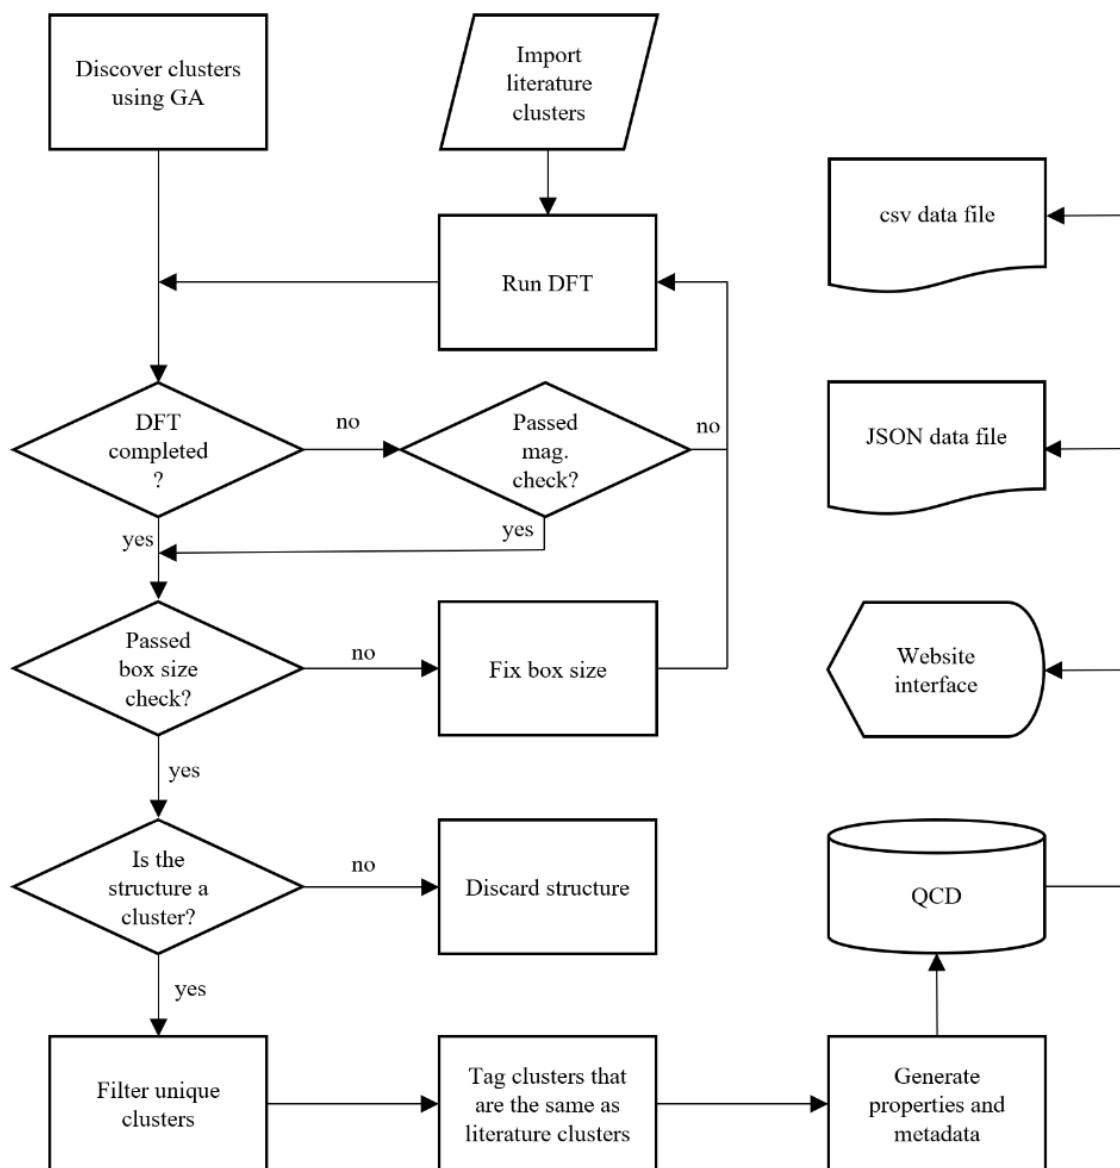 Discover clusters
using GA
Import
literature
clusters
csv data file
Run DFT
DFT
completed
?
no
Passed
mag.
check?
no
JSON data file
yes
yes
Passed
box size
check?
no
Fix box size
Website
interface
yes
Is the
structure a
cluster?
no
Discard structure
QCD
yes
Filter unique
clusters
Tag clusters that
are the same as
literature clusters
Generate
properties and
metadata